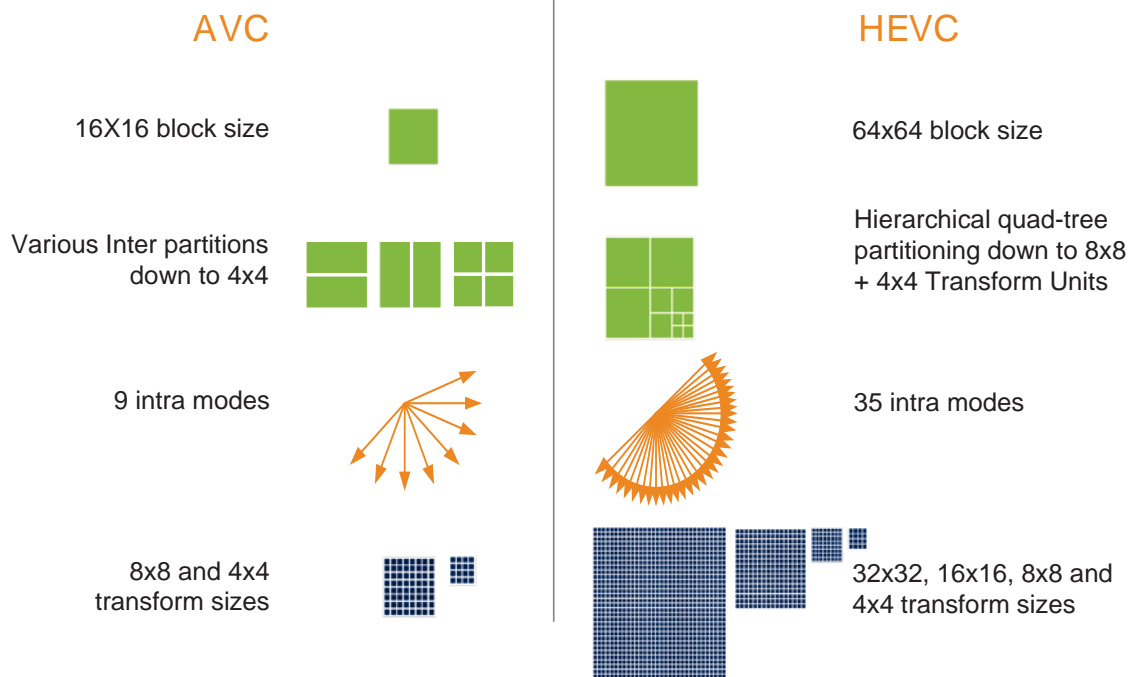 AVC
HEVC
16X16 block size
64x64 block size
Various Inter partitions
down to 4x4
Hierarchical quad-tree
partitioning down to 8x8
+ 4x4 Transform Units
9 intra modes
35 intra modes
8x8 and 4x4
transform sizes
32x32, 16x16, 8x8 and
4x4 transform sizes